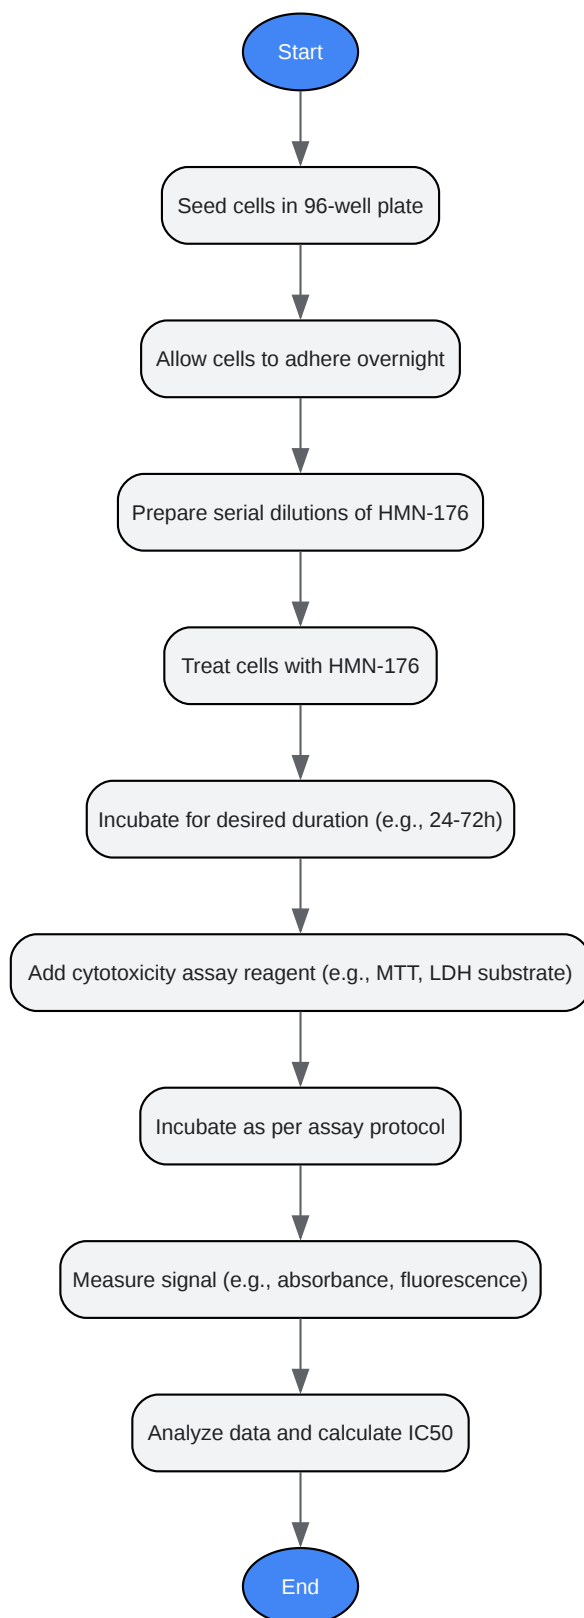 Start
Seed cells in 96-well plate
Allow cells to adhere overnight
Prepare serial dilutions of HMN-176
Treat cells with HMN-176
Incubate for desired duration (e.g., 24-72h)
Add cytotoxicity assay reagent (e.g., MTT, LDH substrate)
Incubate as per assay protocol
Measure signal (e.g., absorbance, fluorescence)
Analyze data and calculate IC50
End